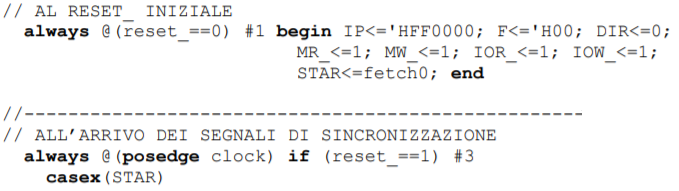 // AL RESET_ INIZIALE
always @(reset_==0) #1 begin IP<='HFF0000; F<='H00; DIR<=0;
MR_<=1; MW_<=1; IOR_<=1; IOW_<=1;
STAR<=fetch0; end
//-----------------------------------------------------
// ALL’ARRIVO DEI SEGNALI DI SINCRONIZZAZIONE
always @(posedge clock) if (reset_==1) #3
casex(STAR)